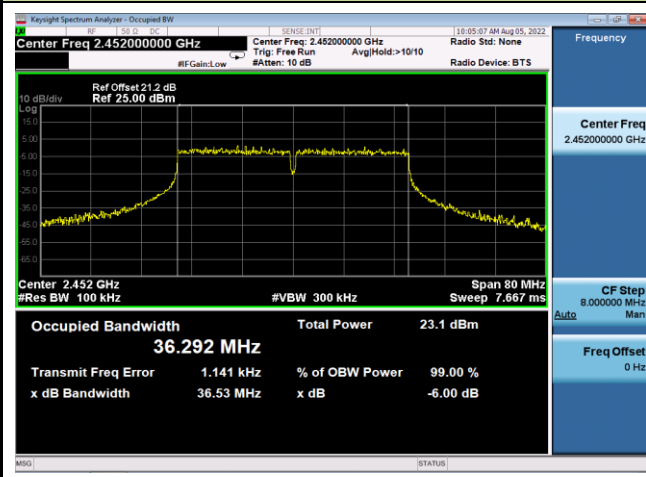 Keysight Spectrum Analyzer - Occupied BW
LXI RF 50 Ω DC SENSE:INT 10:05:07 AM Aug 05, 2022
Center Freq 2.452000000 GHz Center Freq: 2.452000000 GHz Radio Std: None Frequency
Trig: Free Run Avg|Hold:>10/10
#IFGain:Low #Atten: 10 dB Radio Device: BTS
Ref Offset 21.2 dB
10 dB/div Ref 25.00 dBm
Log
15.0
5.00
-5.00
-15.0
-25.0
-35.0
-45.0
-55.0
-65.0
Center Freq
2.452000000 GHz
Center 2.452 GHz Span 80 MHz
#Res BW 100 kHz #VBW 300 kHz Sweep 7.667 ms
CF Step
8.000000 MHz
Auto Man
Occupied Bandwidth Total Power 23.1 dBm
36.292 MHz
Transmit Freq Error 1.141 kHz % of OBW Power 99.00 %
x dB Bandwidth 36.53 MHz x dB -6.00 dB
Freq Offset
0 Hz
MSG STATUS